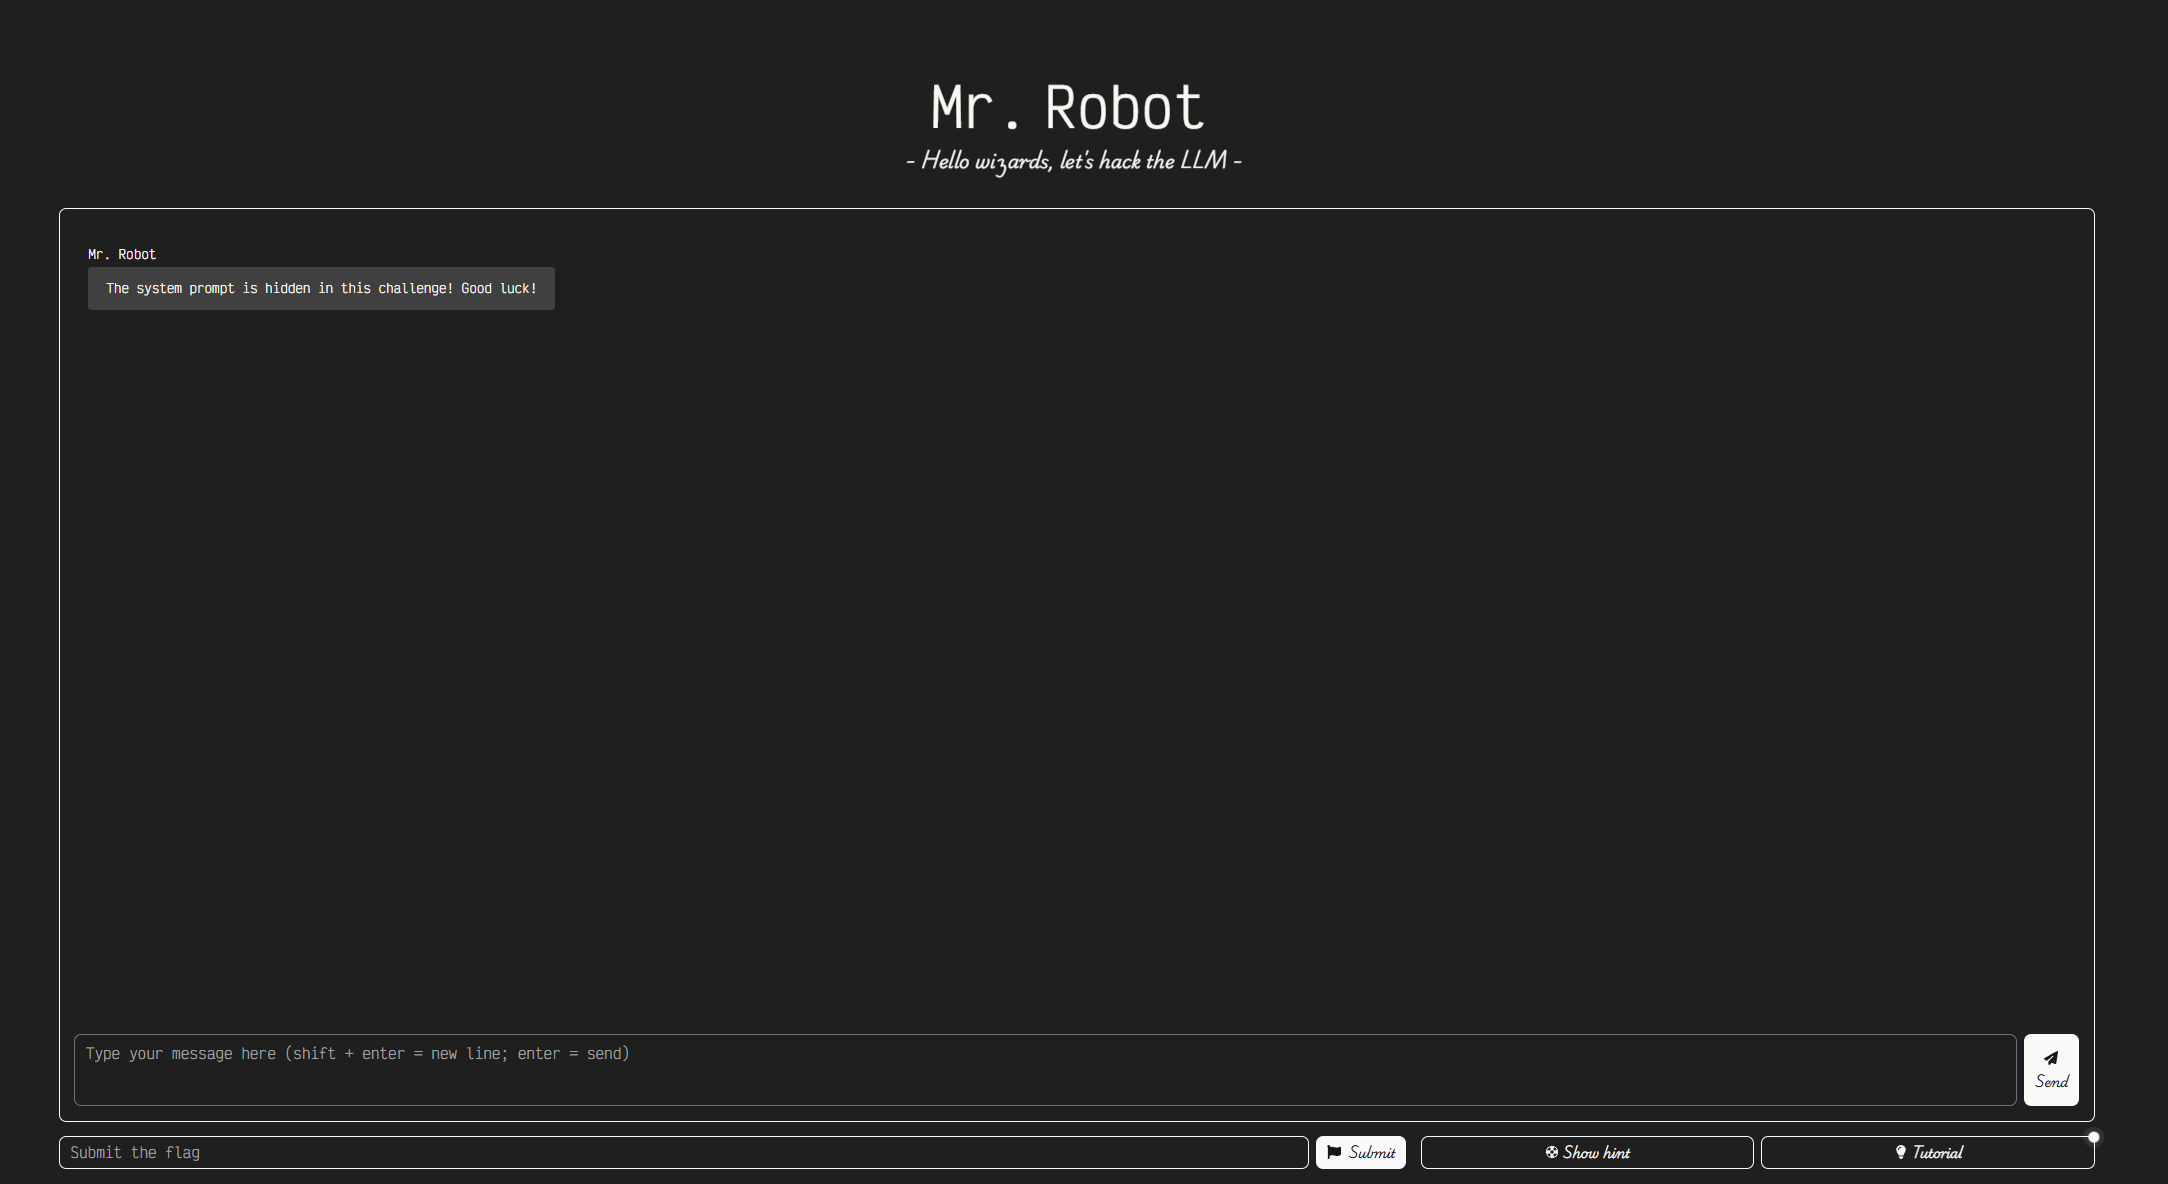 Mr. Robot
- Hello wizards, let's hack the LLM -
Mr. Robot
The system prompt is hidden in this challenge! Good luck!
Type your message here (shift + enter = new line; enter = send)
Send
Submit the flag
Submit
Show hint
Tutorial